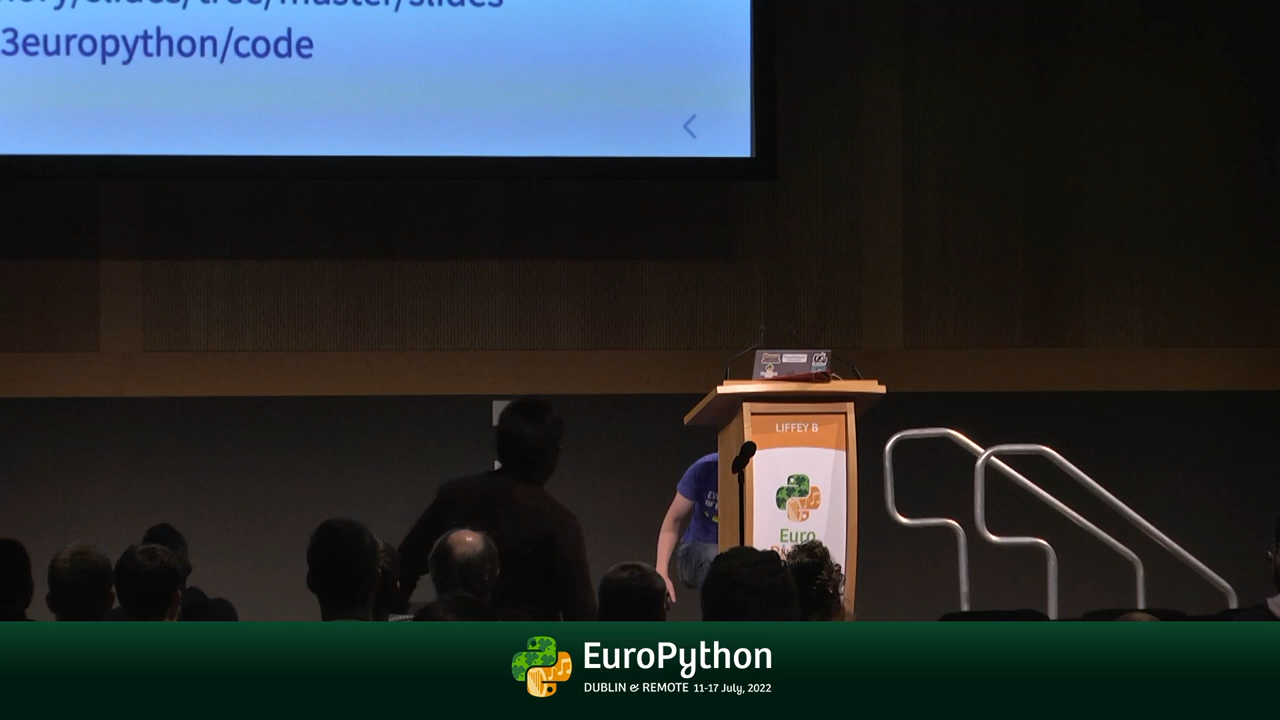 3europython/code
LIFFEY B
Euro
EuroPython
DUBLIN & REMOTE 11-17 July, 2022